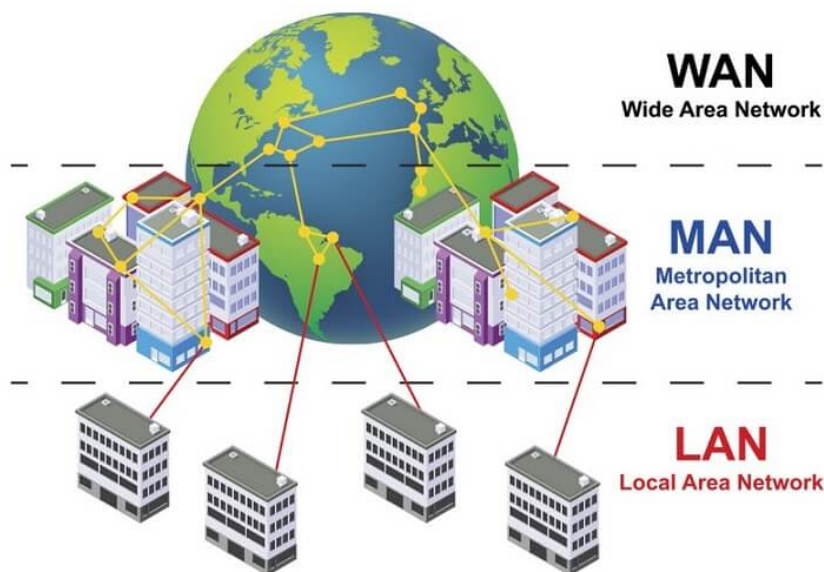 WAN
Wide Area Network
MAN
Metropolitan
Area Network
LAN
Local Area Network